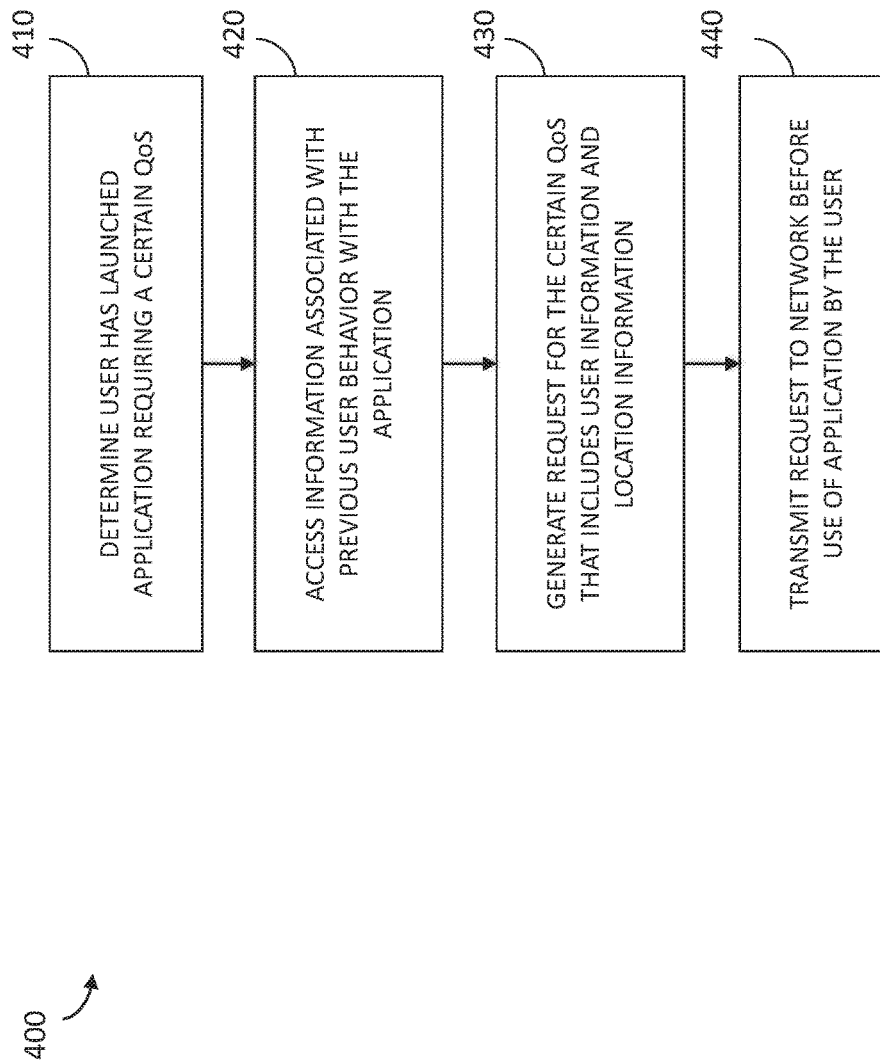 400
410
DETERMINE USER HAS LAUNCHED
APPLICATION REQUIRING A CERTAIN QoS
420
ACCESS INFORMATION ASSOCIATED WITH
PREVIOUS USER BEHAVIOR WITH THE
APPLICATION
430
GENERATE REQUEST FOR THE CERTAIN QoS
THAT INCLUDES USER INFORMATION AND
LOCATION INFORMATION
440
TRANSMIT REQUEST TO NETWORK BEFORE
USE OF APPLICATION BY THE USER